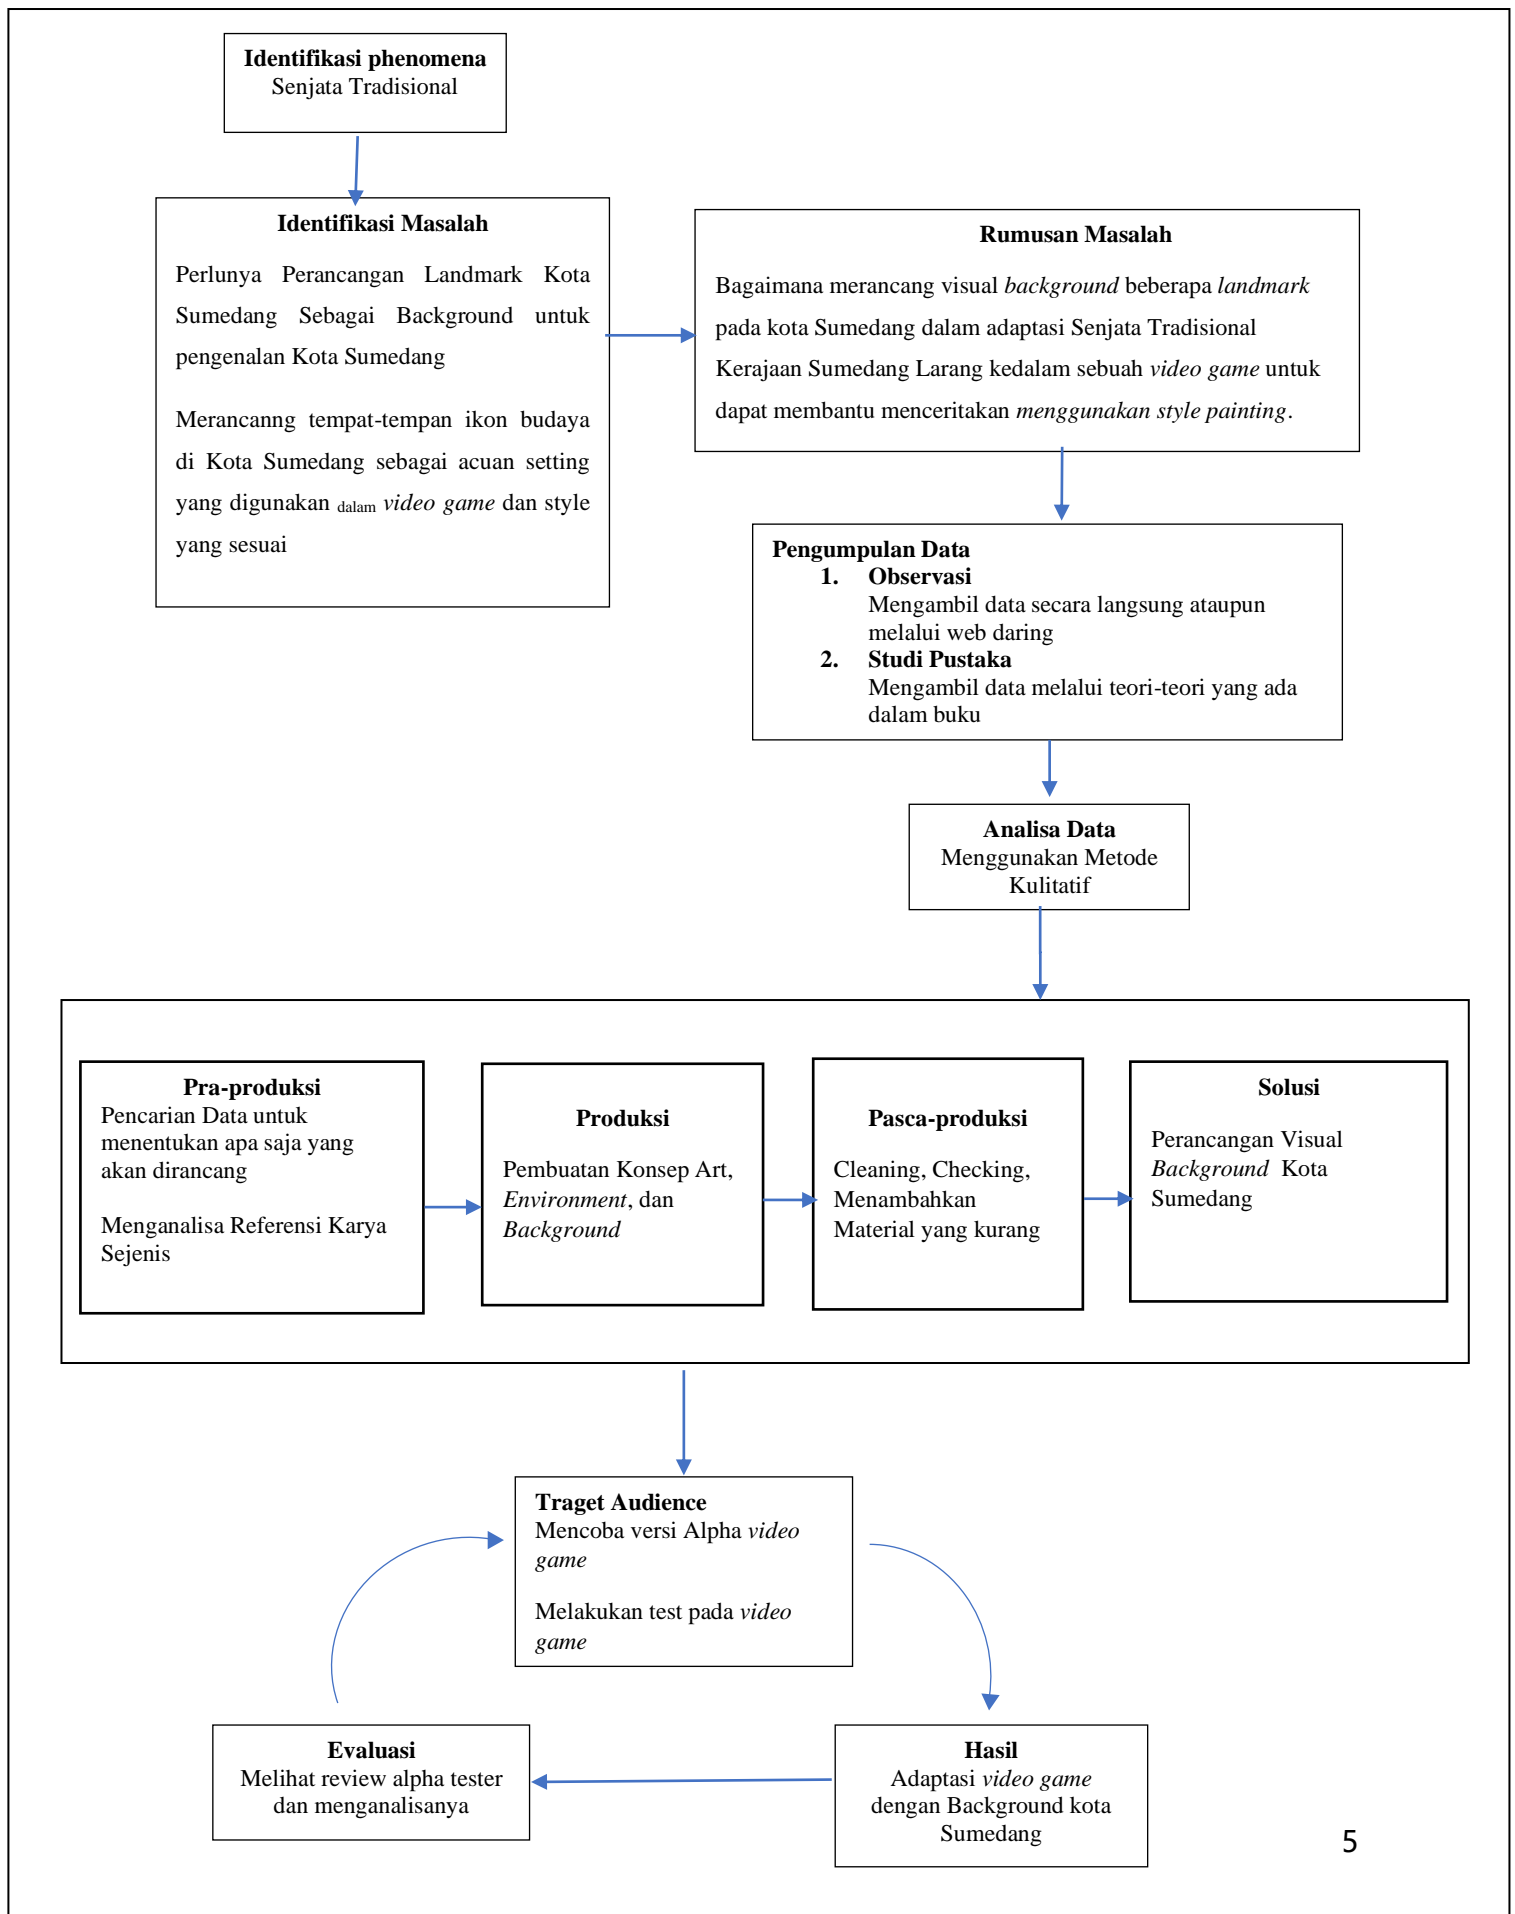 Identifikasi phenomena
Senjata Tradisional
Identifikasi Masalah
Perlunya Perancangan Landmark Kota
Sumedang Sebagai Background untuk
pengenalan Kota Sumedang
Merancanng tempat-tempan ikon budaya
di Kota Sumedang sebagai acuan setting
yang digunakan dalam video game dan style
yang sesuai
Rumusan Masalah
Bagaimana merancang visual background beberapa landmark
pada kota Sumedang dalam adaptasi Senjata Tradisional
Kerajaan Sumedang Larang kedalam sebuah video game untuk
dapat membantu menceritakan menggunakan style painting.
Pengumpulan Data
1. Observasi
Mengambil data secara langsung ataupun
melalui web daring
2. Studi Pustaka
Mengambil data melalui teori-teori yang ada
dalam buku
Analisa Data
Menggunakan Metode
Kulitatif
Pra-produksi
Pencarian Data untuk
menentukan apa saja yang
akan dirancang
Menganalisa Referensi Karya
Sejenis
Produksi
Pembuatan Konsep Art,
Environment, dan
Background
Pasca-produksi
Cleaning, Checking,
Menambahkan
Material yang kurang
Solusi
Perancangan Visual
Background Kota
Sumedang
Traget Audience
Mencoba versi Alpha video
game
Melakukan test pada video
game
Evaluasi
Melihat review alpha tester
dan menganalisanya
Hasil
Adaptasi video game
dengan Background kota
Sumedang
5